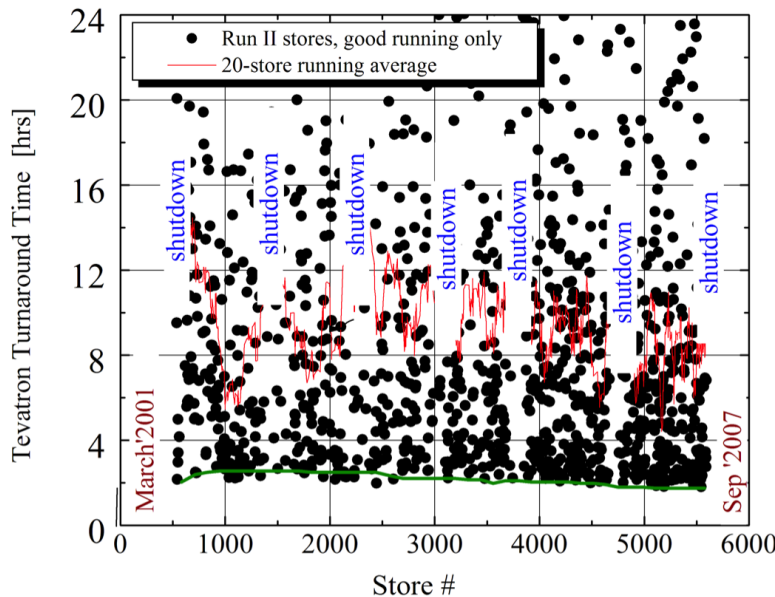 24
20
16
12
8
4
0
Tevatron Turnaround Time [hrs]
Run II stores, good running only
20-store running average
shutdown
shutdown
shutdown
shutdown
shutdown
shutdown
shutdown
March'2001
Sep '2007
0 1000 2000 3000 4000 5000 6000
Store #